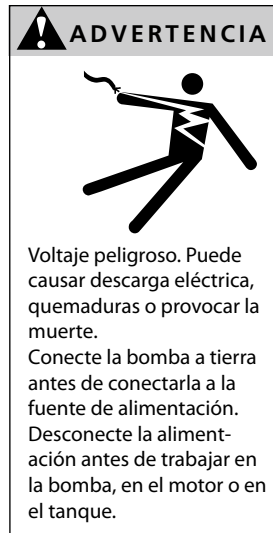 ADVERTENCIA
Voltaje peligroso. Puede
causar descarga eléctrica,
quemaduras o provocar la
muerte.
Conecte la bomba a tierra
antes de conectarla a la
fuente de alimentación.
Desconecte la aliment-
ación antes de trabajar en
la bomba, en el motor o en
el tanque.